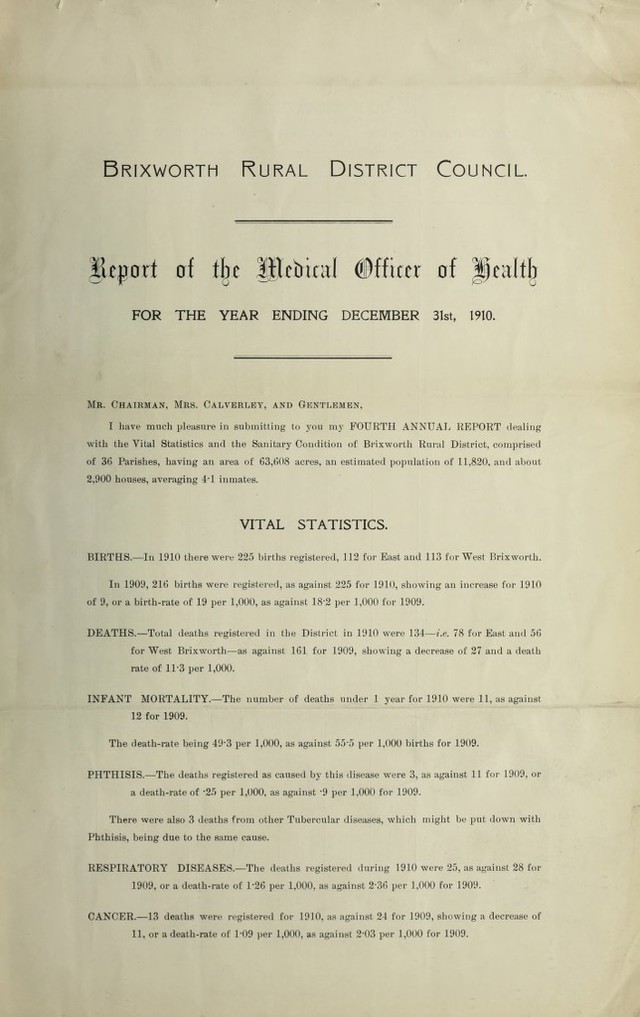 BRIXWORTH RURAL DISTRICT COUNCIL.
Report of the Medical Officer of Health
FOR THE YEAR ENDING DECEMBER 31st, 1910.
MR. CHAIRMAN, MRS. CALVERLEY, AND GENTLEMEN,
I have much pleasure in submitting to you my FOURTH ANNUAL REPORT dealing
with the Vital Statistics and the Sanitary Condition of Brixworth Rural District, comprised
of 36 Parishes, having an area of 63,608 acres, an estimated population of 11,820, and about
2,900 houses, averaging 4·1 inmates.
VITAL STATISTICS.
BIRTHS.—In 1910 there were 225 births registered, 112 for East and 113 for West Brixworth.
In 1909, 216 births were registered, as against 225 for 1910, showing an increase for 1910
of 9, or a birth-rate of 19 per 1,000, as against 18·2 per 1,000 for 1909.
DEATHS.—Total deaths registered in the District in 1910 were 134—i.e. 78 for East and 56
for West Brixworth—as against 161 for 1909, showing a decrease of 27 and a death
rate of 11·3 per 1,000.
INFANT MORTALITY.—The number of deaths under 1 year for 1910 were 11, as against
12 for 1909.
The death-rate being 49·3 per 1,000, as against 55·5 per 1,000 births for 1909.
PHTHISIS.—The deaths registered as caused by this disease were 3, as against 11 for 1909, or
a death-rate of ·25 per 1,000, as against ·9 per 1,000 for 1909.
There were also 3 deaths from other Tubercular diseases, which might be put down with
Phthisis, being due to the same cause.
RESPIRATORY DISEASES.—The deaths registered during 1910 were 25, as against 28 for
1909, or a death-rate of 1·26 per 1,000, as against 2·36 per 1,000 for 1909.
CANCER.—13 deaths were registered for 1910, as against 24 for 1909, showing a decrease of
11, or a death-rate of 1·09 per 1,000, as against 2·03 per 1,000 for 1909.